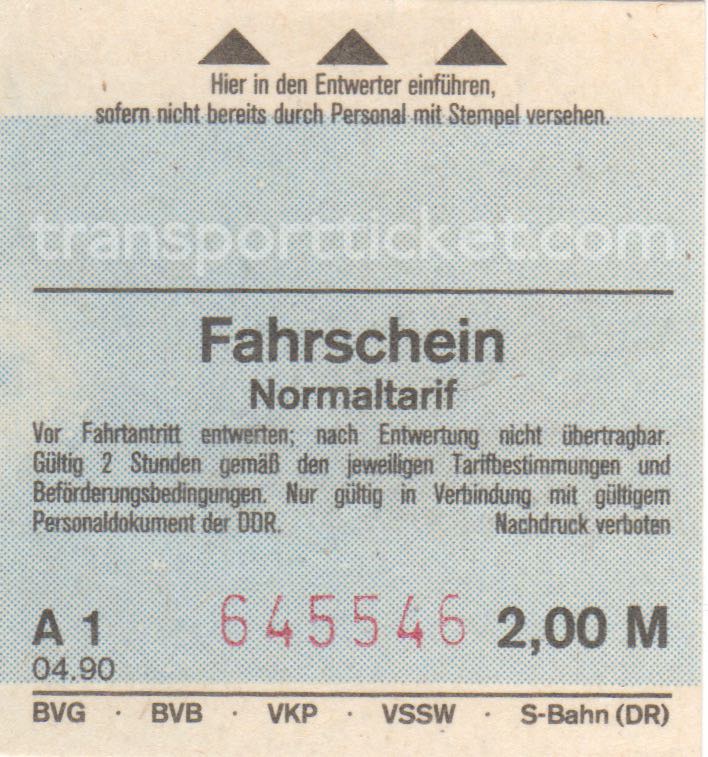 Hier in den Entwerter einführen,
sofern nicht bereits durch Personal mit Stempel versehen.
transportticket.com
Fahrschein
Normaltarif
Vor Fahrtantritt entwerten; nach Entwertung nicht übertragbar.
Gültig 2 Stunden gemäß den jeweiligen Tarifbestimmungen und
Beförderungsbedingungen. Nur gültig in Verbindung mit gültigem
Personaldokument der DDR. Nachdruck verboten
A 1 645546 2,00 M
04.90
BVG · BVB · VKP · VSSW · S-Bahn (DR)